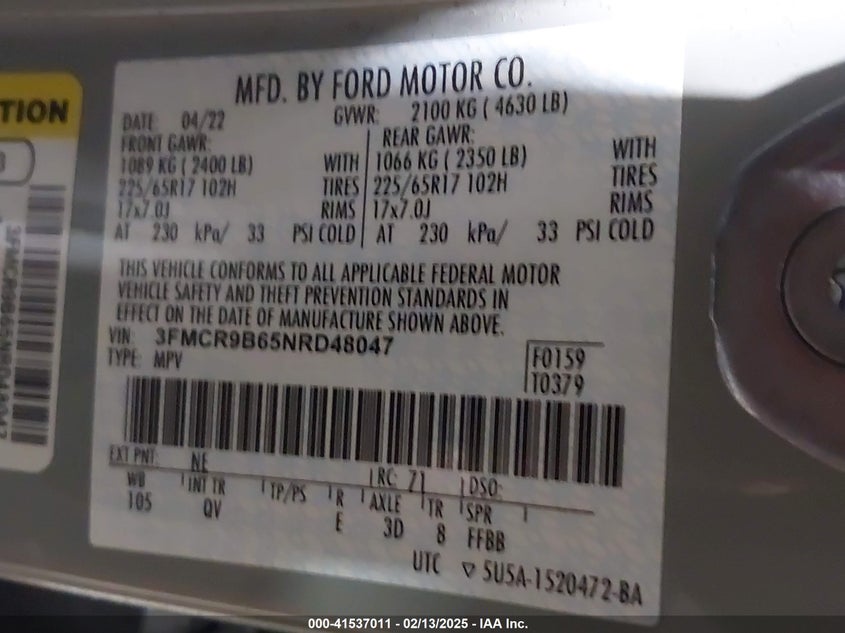 TION
3FMCR9B65NRD48047
MFD. BY FORD MOTOR CO.
DATE: 04/22 GVWR: 2100 KG ( 4630 LB)
FRONT GAWR: REAR GAWR:
1089 KG ( 2400 LB) WITH 1066 KG ( 2350 LB) WITH
225/65R17 102H TIRES 225/65R17 102H TIRES
17x7.0J RIMS 17x7.0J RIMS
AT 230 kPa/ 33 PSI COLD AT 230 kPa/ 33 PSI COLD
THIS VEHICLE CONFORMS TO ALL APPLICABLE FEDERAL MOTOR
VEHICLE SAFETY AND THEFT PREVENTION STANDARDS IN
EFFECT ON THE DATE OF MANUFACTURE SHOWN ABOVE.
VIN: 3FMCR9B65NRD48047
TYPE: MPV
F0159
T0379
EXT PNT: NE RC: 71 DSO:
WB INT TR TP/PS R AXLE TR SPR
105 QV E 3D 8 FFBB
UTC ▽ 5U5A-1520472-BA
000-41537011 - 02/13/2025 - IAA Inc.